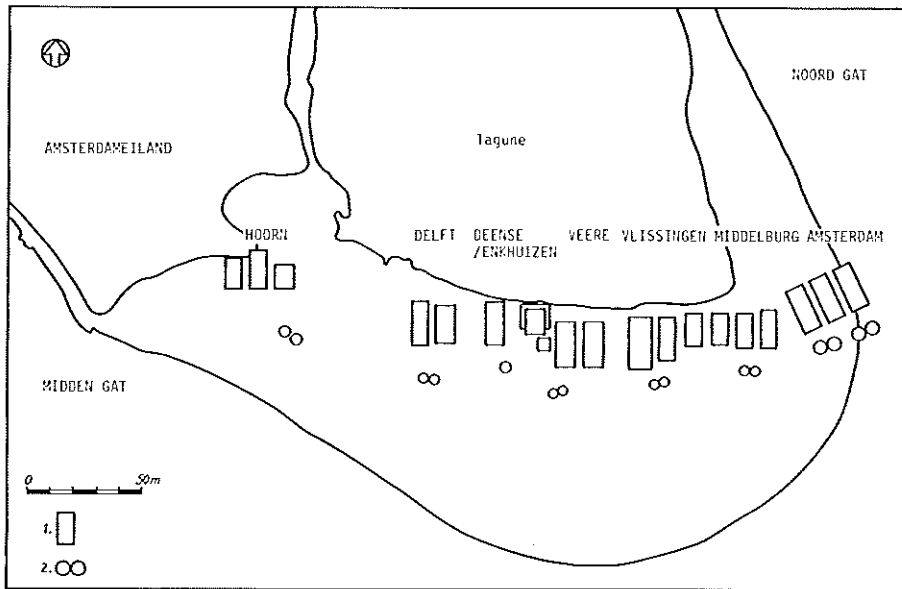 NOORD GAT
AMSTERDAMEILAND
lagune
HOORN
DELFT DEENSE VEERE VLISSINGEN MIDDELBURG AMSTERDAM
/ENKHUIZEN
MIDDEN GAT
0 50m
1.
2.